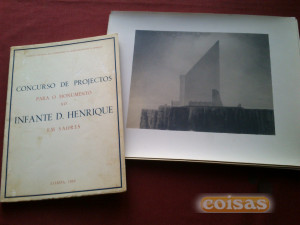 CONCURSO DE PROJECTOS
PARA O MONUMENTO
AO
INFANTE D. HENRIQUE
EM SAGRES
coisas